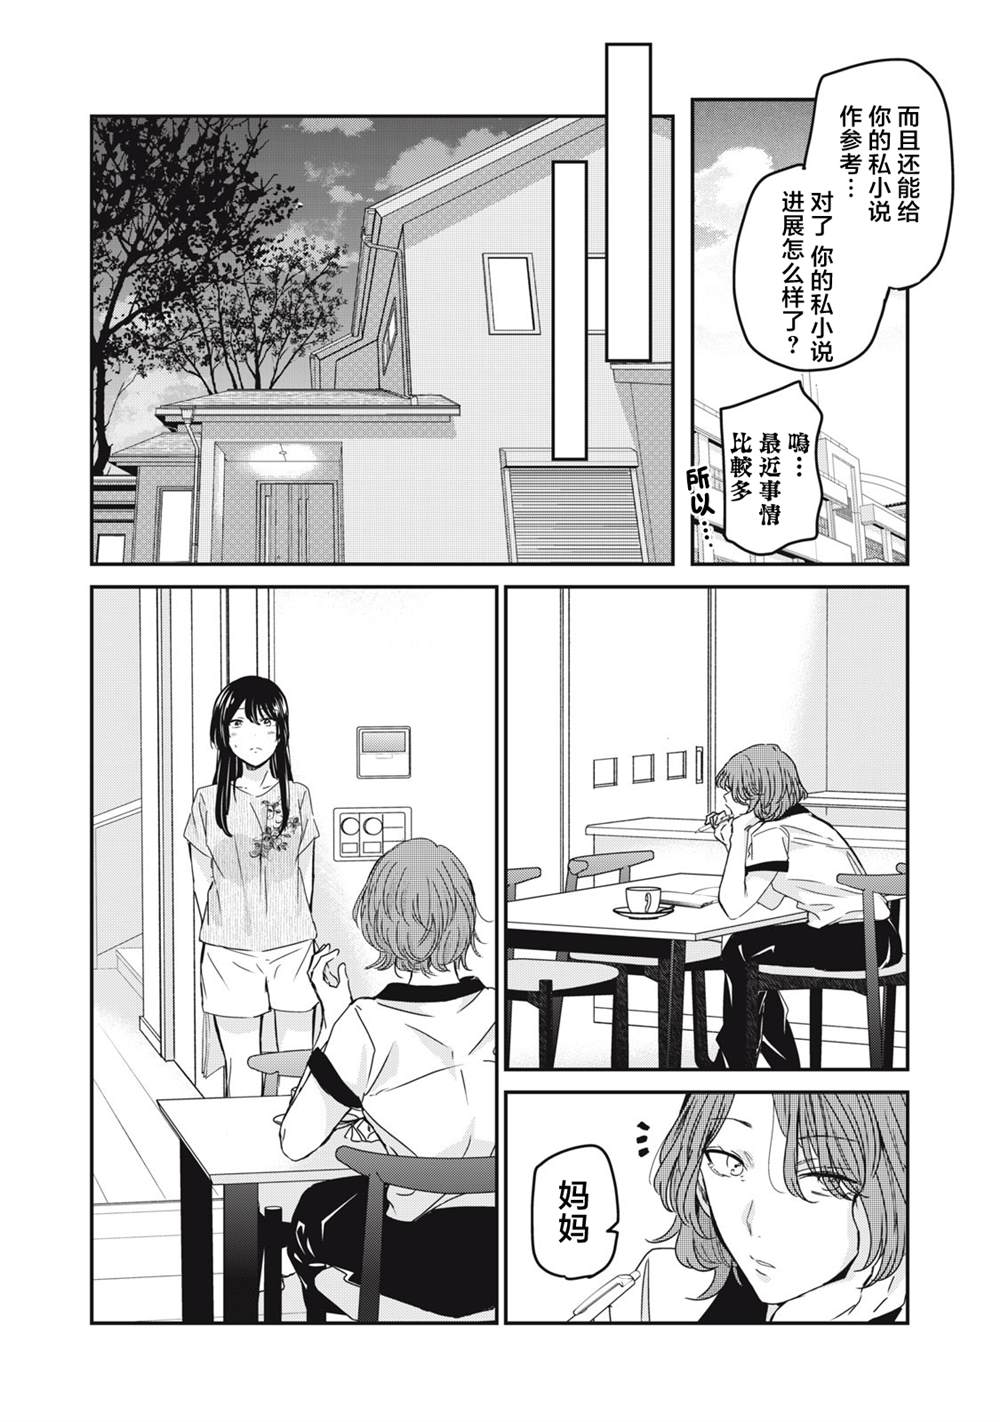 而且还能给
你的私小说
作参考…
对了 你的私小说
进展怎么样了?
嗚…
最近事情
比較多
所以……
妈妈